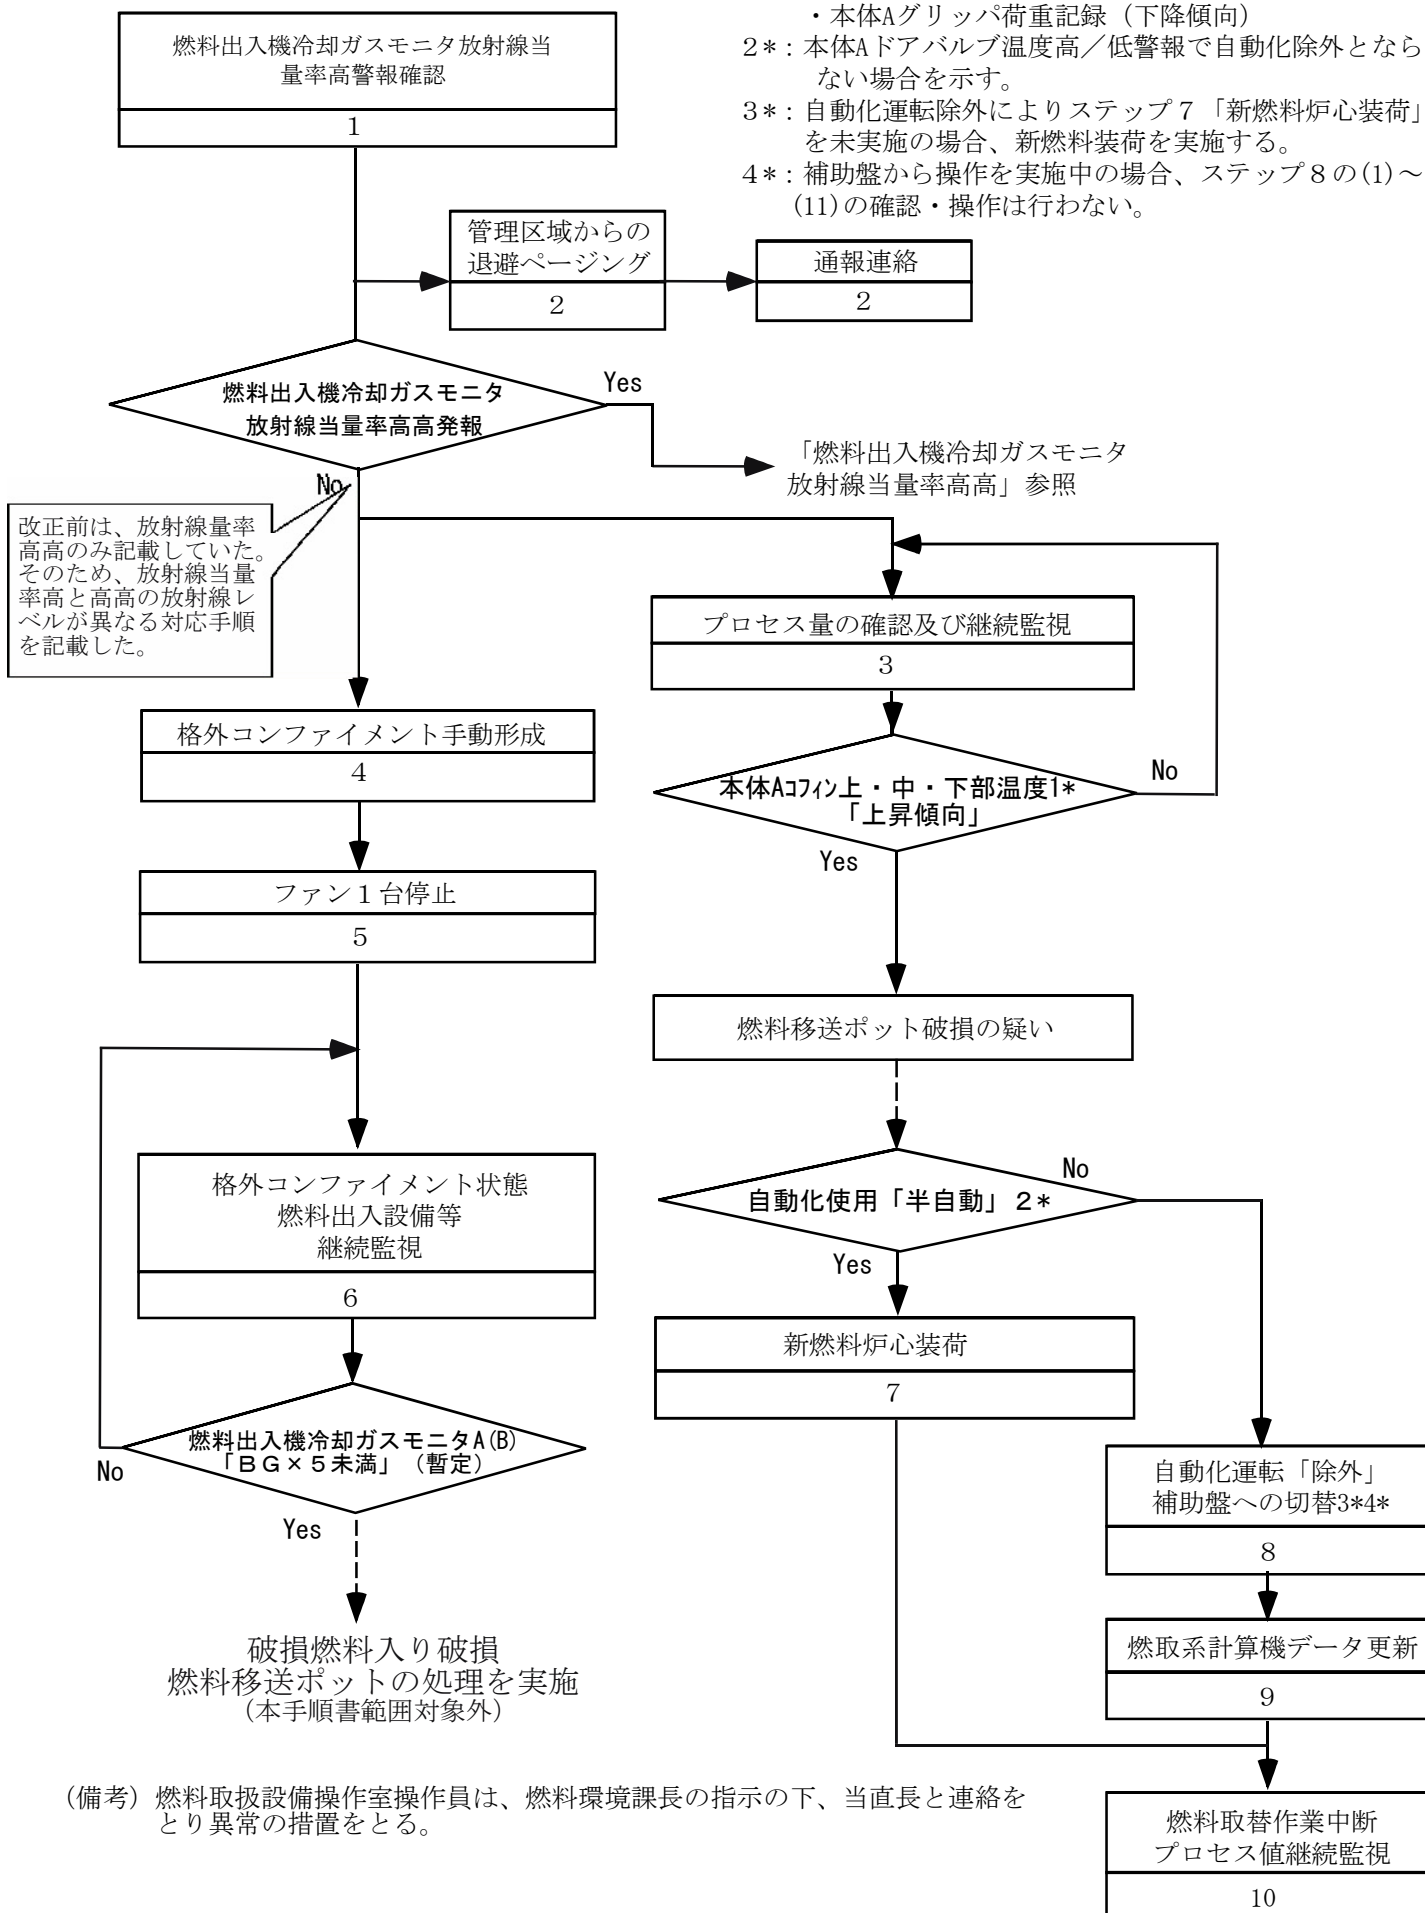 燃料出入機冷却ガスモニタ放射線当
量率高警報確認
1
・本体Aグリッパ荷重記録（下降傾向）
2*：本体Aドアバルブ温度高／低警報で自動化除外となら
ない場合を示す。
3*：自動化運転除外によりステップ７「新燃料炉心装荷」
を未実施の場合、新燃料装荷を実施する。
4*：補助盤から操作を実施中の場合、ステップ８の(1)～
(11)の確認・操作は行わない。
管理区域からの
退避ページング
2
通報連絡
2
燃料出入機冷却ガスモニタ
放射線当量率高高発報
Yes
No
「燃料出入機冷却ガスモニタ
放射線当量率高高」参照
改正前は、放射線量率
高高のみ記載していた。
そのため、放射線当量
率高と高高の放射線レ
ベルが異なる対応手順
を記載した。
プロセス量の確認及び継続監視
3
格外コンファイメント手動形成
4
本体Aコフィン上・中・下部温度1*
「上昇傾向」
No
Yes
ファン１台停止
5
燃料移送ポット破損の疑い
格外コンファイメント状態
燃料出入設備等
継続監視
6
自動化使用「半自動」２*
No
Yes
新燃料炉心装荷
7
燃料出入機冷却ガスモニタA(B)
「ＢＧ×５未満」（暫定）
No
Yes
自動化運転「除外」
補助盤への切替3*4*
8
燃取系計算機データ更新
9
破損燃料入り破損
燃料移送ポットの処理を実施
（本手順書範囲対象外）
（備考）燃料取扱設備操作室操作員は、燃料環境課長の指示の下、当直長と連絡を
とり異常の措置をとる。
燃料取替作業中断
プロセス値継続監視
10